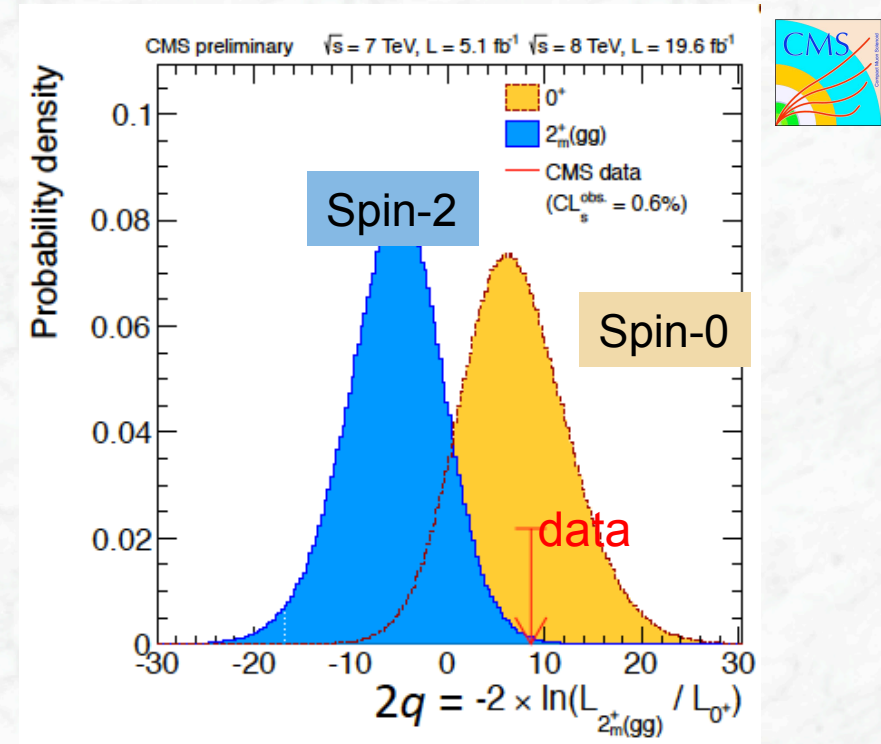 CMS preliminary √s = 7 TeV, L = 5.1 fb⁻¹ √s = 8 TeV, L = 19.6 fb⁻¹
CMS
Probability density
0.1
0.08
0.06
0.04
0.02
0
0⁺
2⁺ₘ(gg)
CMS data
(CLₛᵒᵇˢ· = 0.6%)
Spin-2
Spin-0
data
-30 -20 -10 0 10 20 30
2q = -2 × ln(L₂⁺ₘ(gg) / L₀⁺)